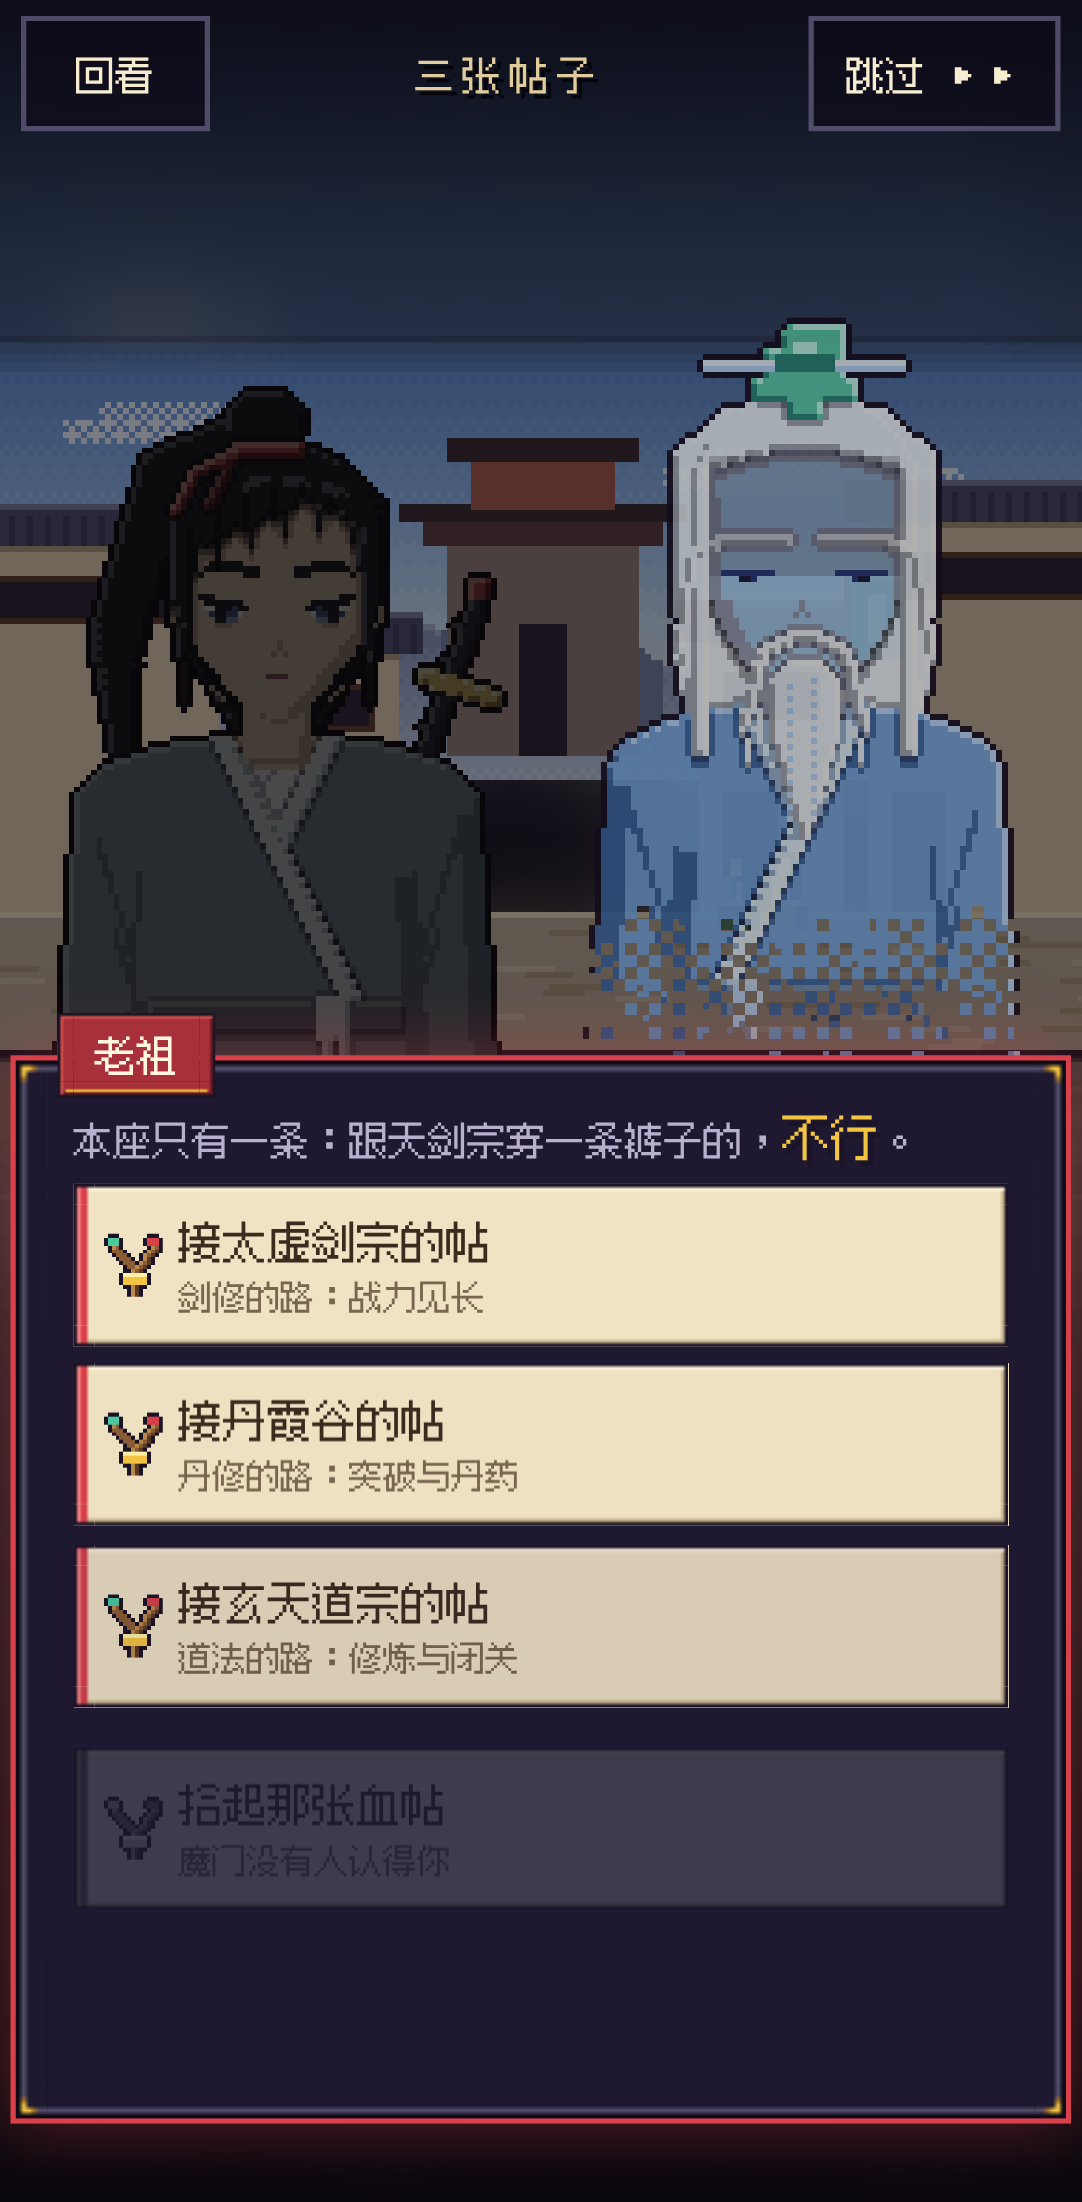 回看
三张帖子
跳过 ▶ ▶
老祖
本座只有一条：跟天剑宗穿一条裤子的，不行。
接太虚剑宗的帖
剑修的路：战力见长
接丹霞谷的帖
丹修的路：突破与丹药
接玄天道宗的帖
道法的路：修炼与闭关
拾起那张血帖
魔门没有人认得你